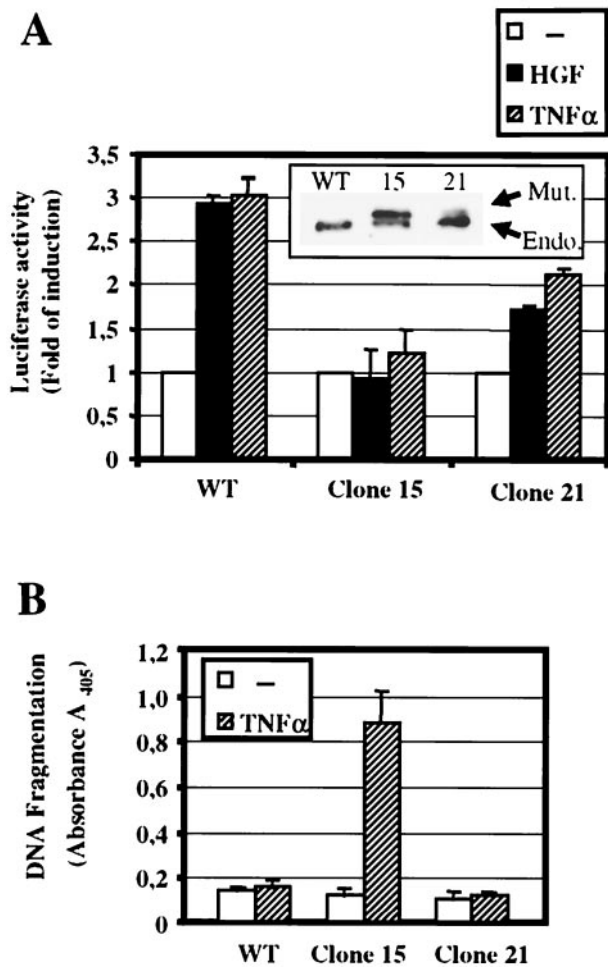 A
–
HGF
TNFα
Luciferase activity
(Fold of induction)
3,5
3
2,5
2
1,5
1
0,5
0
WT 15 21
Mut.
Endo.
WT Clone 15 Clone 21
B
DNA Fragmentation
(Absorbance A 405)
1,2
1,0
0,8
0,6
0,4
0,2
0
–
TNFα
WT Clone 15 Clone 21